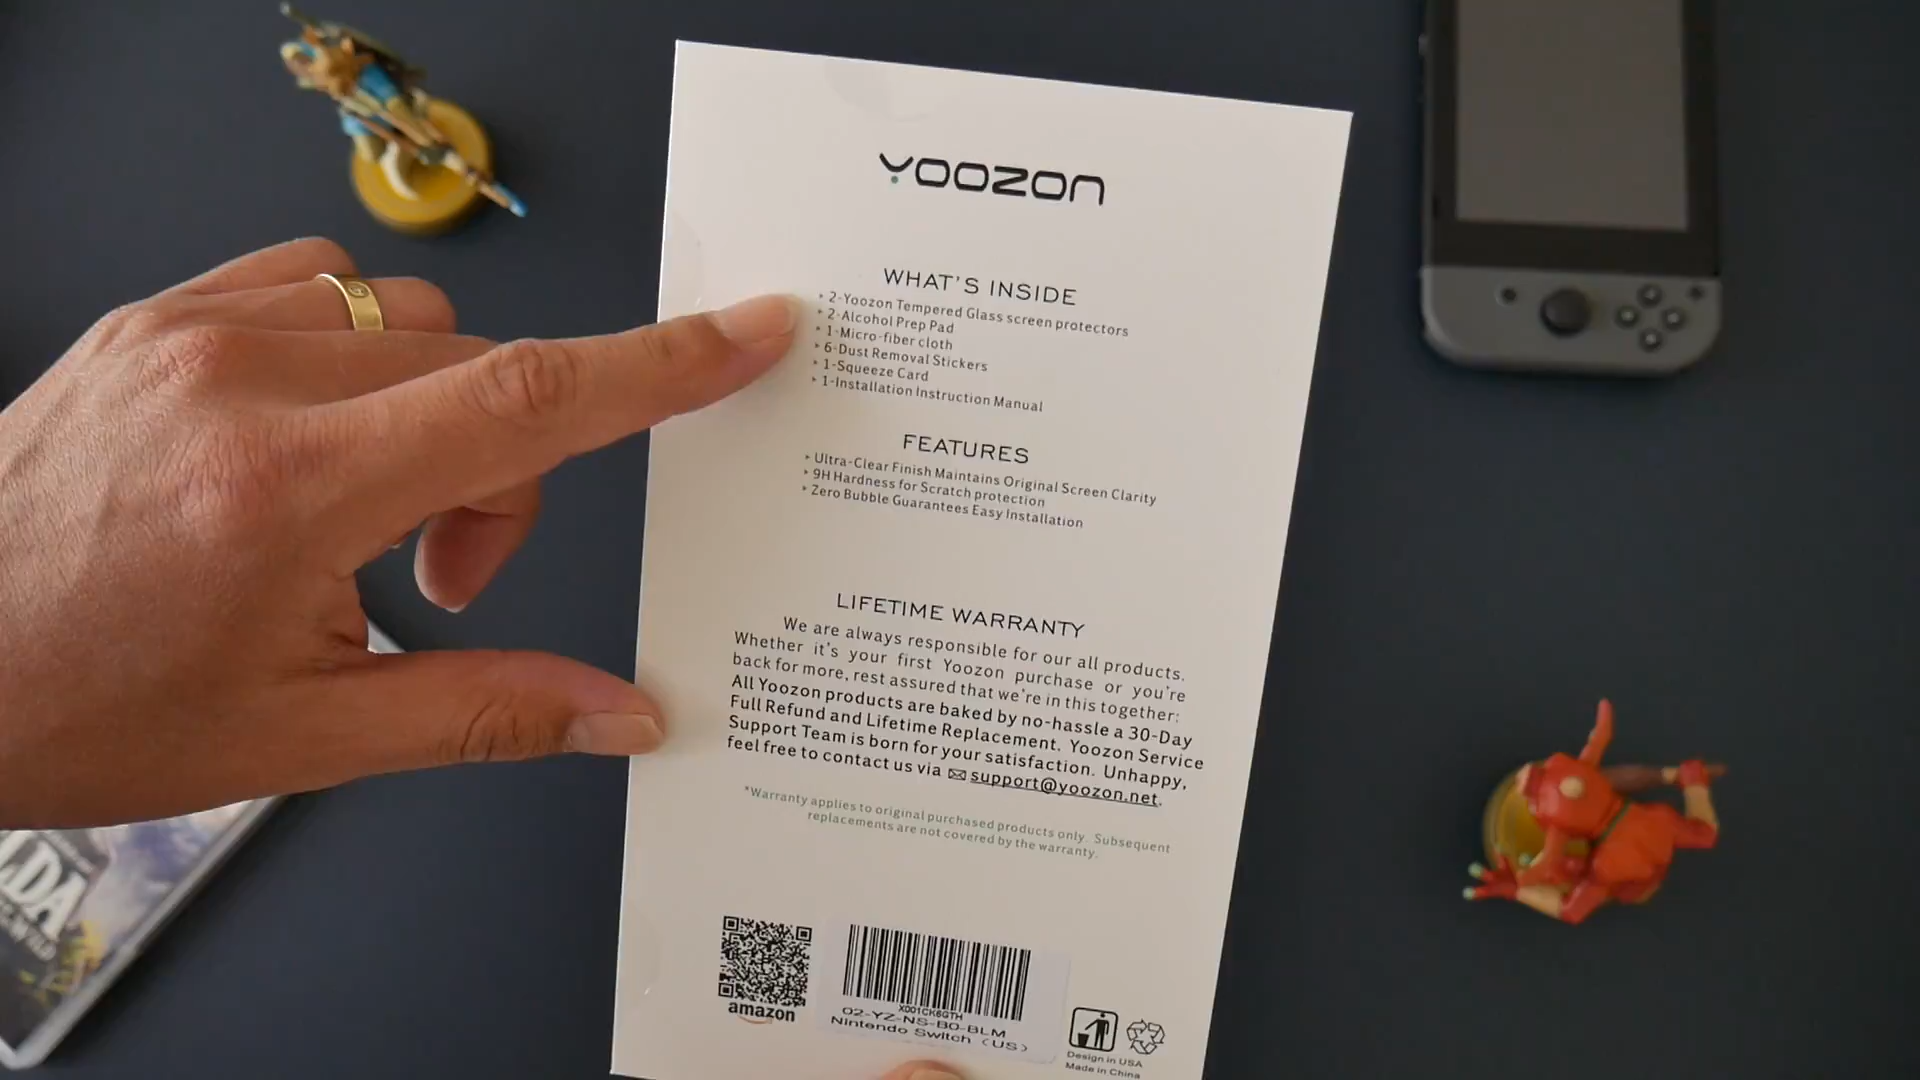 YOOZON
WHAT'S INSIDE
‣ 2-Yoozon Tempered Glass screen protectors
‣ 2-Alcohol Prep Pad
‣ 1-Micro-fiber cloth
‣ 6-Dust Removal Stickers
‣ 1-Squeeze Card
‣ 1-Installation Instruction Manual
FEATURES
‣ Ultra-Clear Finish Maintains Original Screen Clarity
‣ 9H Hardness for Scratch protection
‣ Zero Bubble Guarantees Easy Installation
LIFETIME WARRANTY
We are always responsible for our all products.
Whether it's your first Yoozon purchase or you're
back for more, rest assured that we're in this together:
All Yoozon products are baked by no-hassle a 30-Day
Full Refund and Lifetime Replacement. Yoozon Service
Support Team is born for your satisfaction. Unhappy,
feel free to contact us via ✉ support@yoozon.net.
*Warranty applies to original purchased products only. Subsequent
replacements are not covered by the warranty.
amazon
X001CK6GTH
02-YZ-NS-B0-BLM
Nintendo Switch (US)
Design in USA
Made in China
LDA
WILD